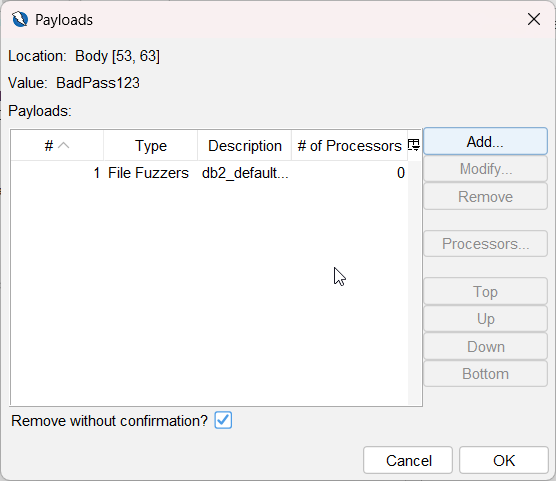 Payloads
Location: Body [53, 63]
Value: BadPass123
Payloads:
# Type Description # of Processors
1 File Fuzzers db2_default... 0
Add...
Modify...
Remove
Processors...
Top
Up
Down
Bottom
Remove without confirmation?
Cancel OK